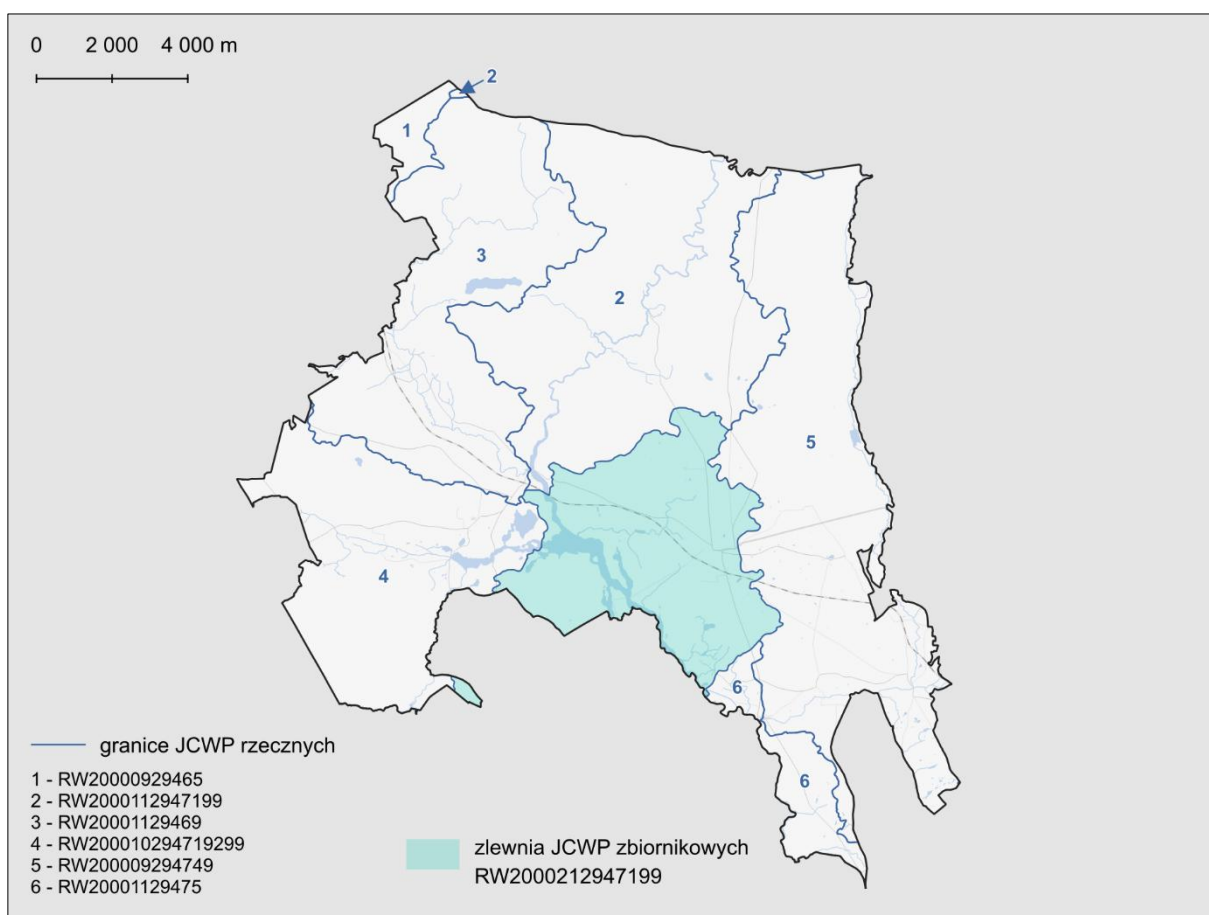 0 2 000 4 000 m
2
1
3
2
5
4
6
6
granice JCWP rzecznych
1 - RW20000929465
2 - RW2000112947199
3 - RW20001129469
4 - RW200010294719299
5 - RW200009294749
6 - RW20001129475
zlewnia JCWP zbiornikowych
RW2000212947199